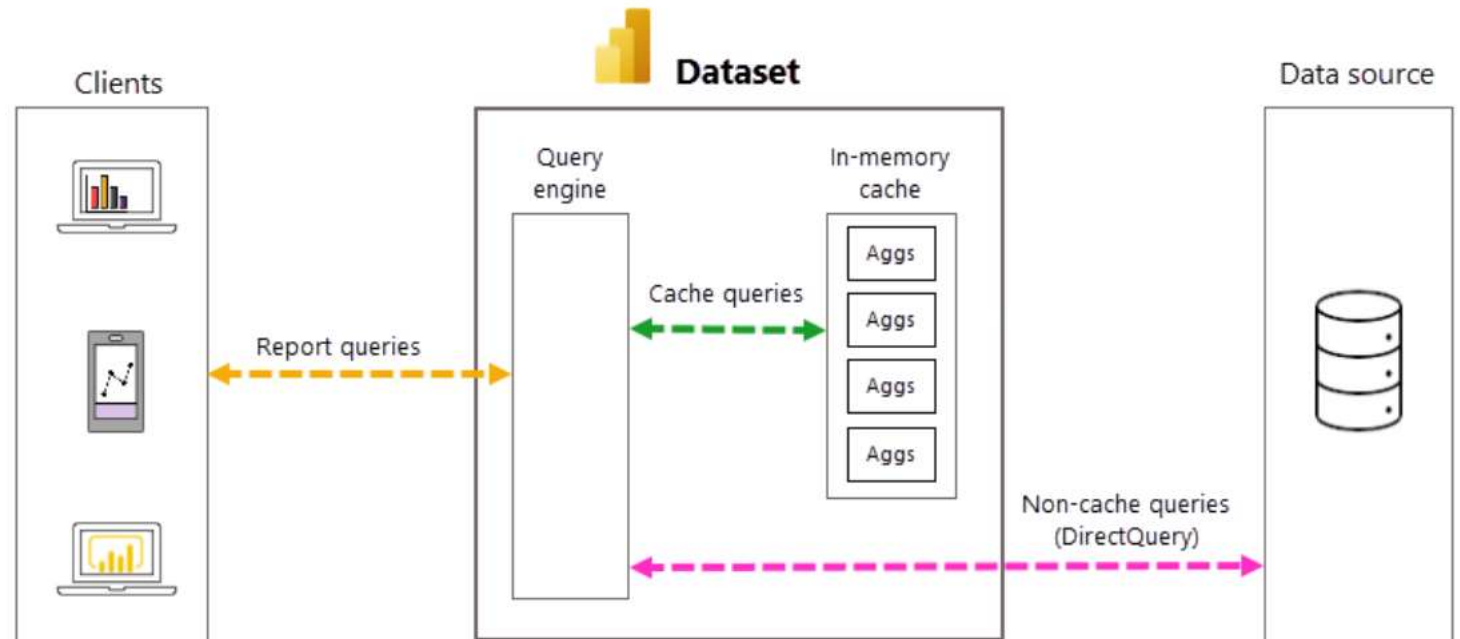 Clients
Dataset
Data source
Query
engine
In-memory
cache
Aggs
Aggs
Aggs
Aggs
Cache queries
Report queries
Non-cache queries
(DirectQuery)